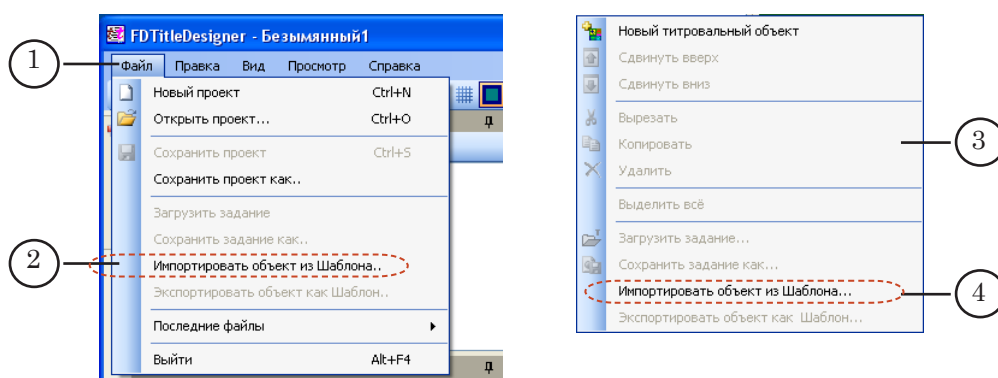 FDTitleDesigner - Безымянный1
Файл Правка Вид Просмотр Справка
Новый проект Ctrl+N
Открыть проект... Ctrl+O
Сохранить проект Ctrl+S
Сохранить проект как..
Загрузить задание
Сохранить задание как..
Импортировать объект из Шаблона..
Экспортировать объект как Шаблон..
Последние файлы
Выйти Alt+F4
1
2
Новый титровальный объект
Сдвинуть вверх
Сдвинуть вниз
Вырезать
Копировать
Удалить
Выделить всё
Загрузить задание...
Сохранить задание как...
Импортировать объект из Шаблона...
Экспортировать объект как Шаблон...
3
4